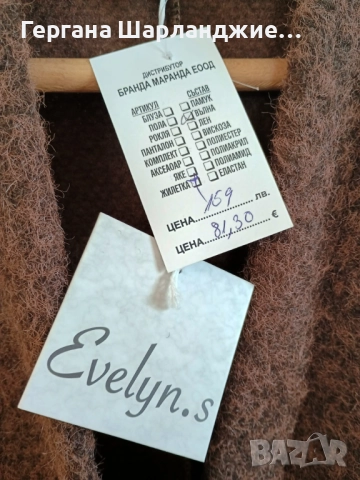 Гергана Шарланджие...
ДИСТРИБУТОР
БРАНДА МАРАНДА ЕООД
АРТИКУЛ СЪСТАВ
БЛУЗА ПАМУК
ПОЛА ВЪЛНА
РОКЛЯ ЛЕН
ПАНТАЛОН ВИСКОЗА
КОМПЛЕКТ ПОЛИЕСТЕР
АКСЕСОАР ПОЛИАКРИЛ
ЯКЕ ПОЛИАМИД
ЖИЛЕТКА ЕЛАСТАН
ЦЕНА 159 ЛВ.
ЦЕНА 81,30 €
Evelyn.s
BAZAR